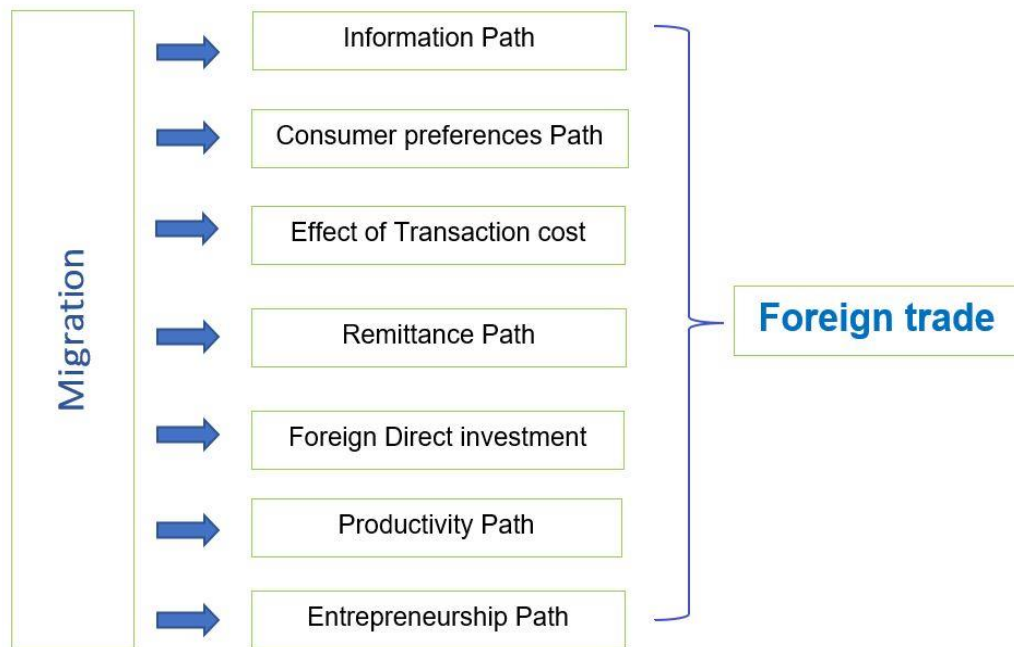 Migration
Information Path
Consumer preferences Path
Effect of Transaction cost
Remittance Path
Foreign Direct investment
Productivity Path
Entrepreneurship Path
Foreign trade